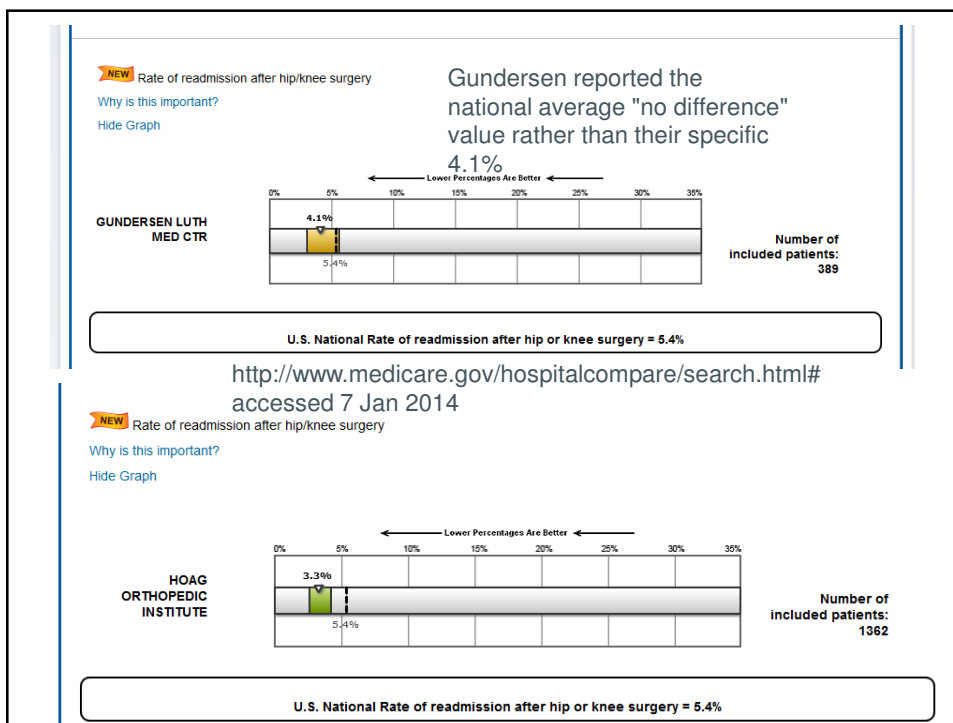 NEW Rate of readmission after hip/knee surgery
Why is this important?
Hide Graph
Gundersen reported the
national average "no difference"
value rather than their specific
4.1%
Lower Percentages Are Better
0% 5% 10% 15% 20% 25% 30% 35%
GUNDERSEN LUTH
MED CTR
4.1%
5.4%
Number of
included patients:
389
U.S. National Rate of readmission after hip or knee surgery = 5.4%
http://www.medicare.gov/hospitalcompare/search.html#
accessed 7 Jan 2014
NEW Rate of readmission after hip/knee surgery
Why is this important?
Hide Graph
Lower Percentages Are Better
0% 5% 10% 15% 20% 25% 30% 35%
HOAG
ORTHOPEDIC
INSTITUTE
3.3%
5.4%
Number of
included patients:
1362
U.S. National Rate of readmission after hip or knee surgery = 5.4%